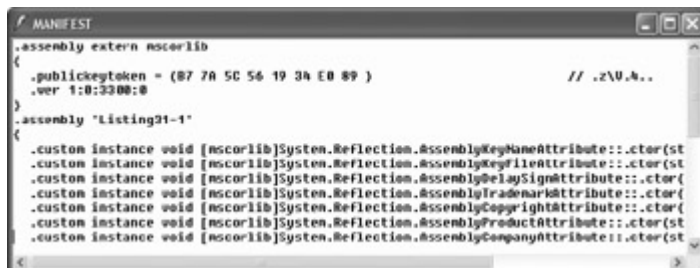 MANIFEST
.assembly extern mscorlib
{
.publickeytoken = (B7 7A 5C 56 19 34 E0 89 ) // .z\V.4..
.ver 1:0:3300:0
}
.assembly 'Listing31-1'
{
.custom instance void [mscorlib]System.Reflection.AssemblyKeyNameAttribute::.ctor(st
.custom instance void [mscorlib]System.Reflection.AssemblyKeyFileAttribute::.ctor(st
.custom instance void [mscorlib]System.Reflection.AssemblyDelaySignAttribute::.ctor(
.custom instance void [mscorlib]System.Reflection.AssemblyTrademarkAttribute::.ctor(
.custom instance void [mscorlib]System.Reflection.AssemblyCopyrightAttribute::.ctor(
.custom instance void [mscorlib]System.Reflection.AssemblyProductAttribute::.ctor(st
.custom instance void [mscorlib]System.Reflection.AssemblyCompanyAttribute::.ctor(st